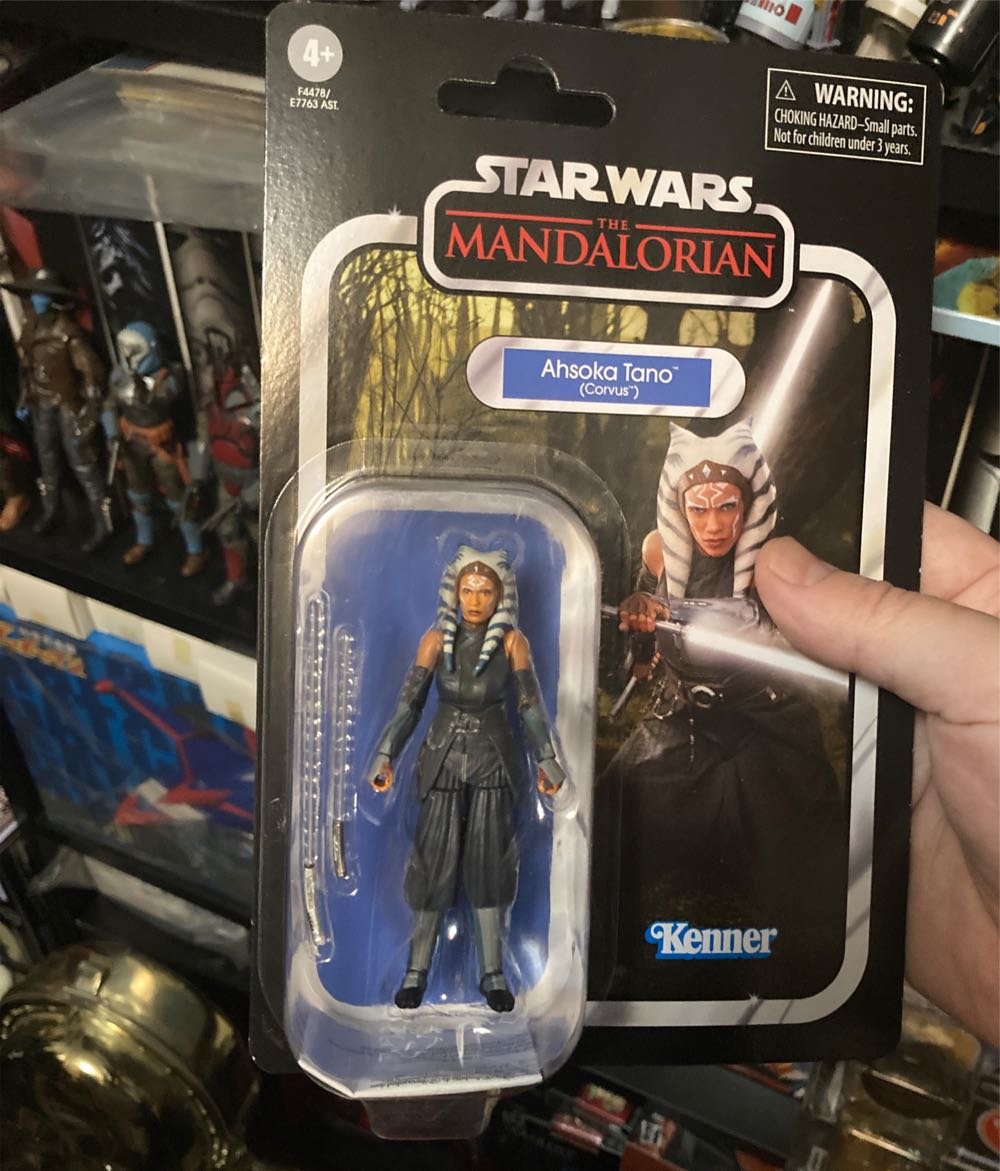 4+
F4478/
E7763 AST.
⚠ WARNING:
CHOKING HAZARD–Small parts.
Not for children under 3 years.
STAR WARS
THE
MANDALORIAN
Ahsoka Tano™
(Corvus™)
Kenner